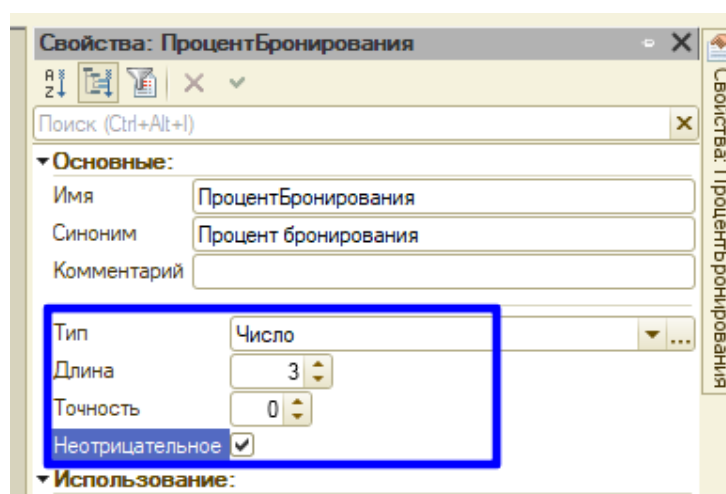 Свойства: ПроцентБронирования
Поиск (Ctrl+Alt+I)
Основные:
Имя ПроцентБронирования
Синоним Процент бронирования
Комментарий
Тип Число ...
Длина 3
Точность 0
Неотрицательное
Использование:
Свойства: ПроцентБронирования